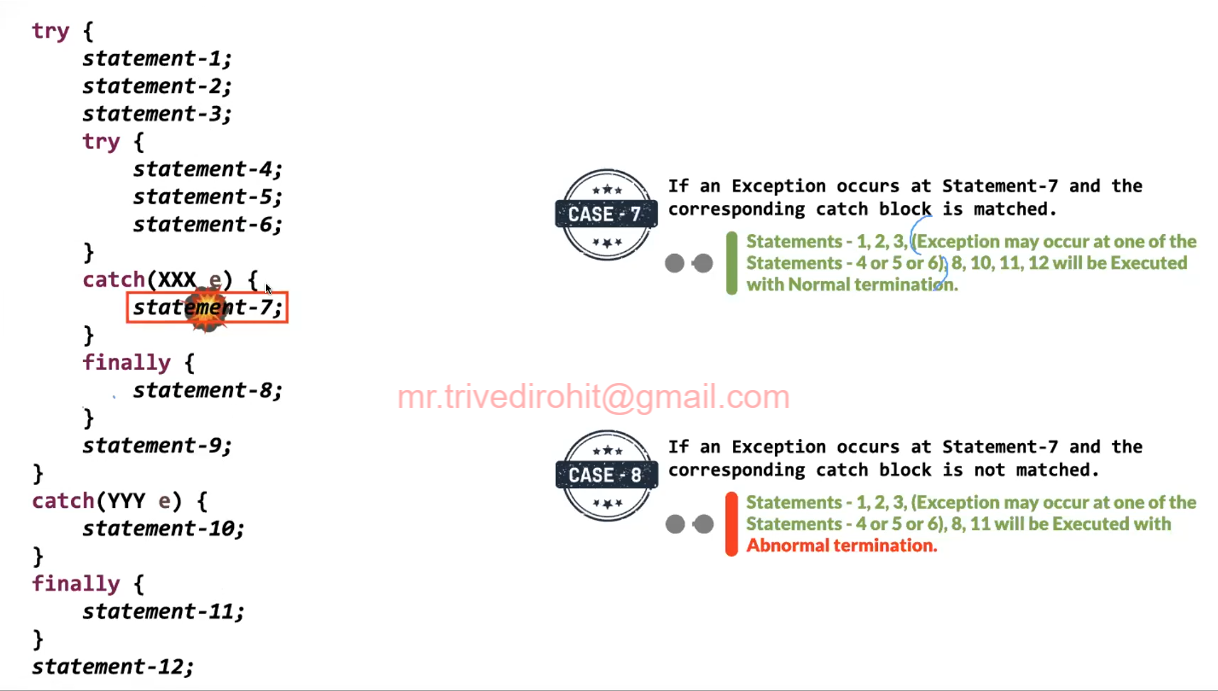 try {
statement-1;
statement-2;
statement-3;
try {
statement-4;
statement-5;
statement-6;
}
catch(XXX e) {
statement-7;
}
finally {
statement-8;
}
statement-9;
}
catch(YYY e) {
statement-10;
}
finally {
statement-11;
}
statement-12;
CASE - 7
If an Exception occurs at Statement-7 and the
corresponding catch block is matched.
Statements - 1, 2, 3, (Exception may occur at one of the
Statements - 4 or 5 or 6), 8, 10, 11, 12 will be Executed
with Normal termination.
mr.trivedirohit@gmail.com
CASE - 8
If an Exception occurs at Statement-7 and the
corresponding catch block is not matched.
Statements - 1, 2, 3, (Exception may occur at one of the
Statements - 4 or 5 or 6), 8, 11 will be Executed with
Abnormal termination.